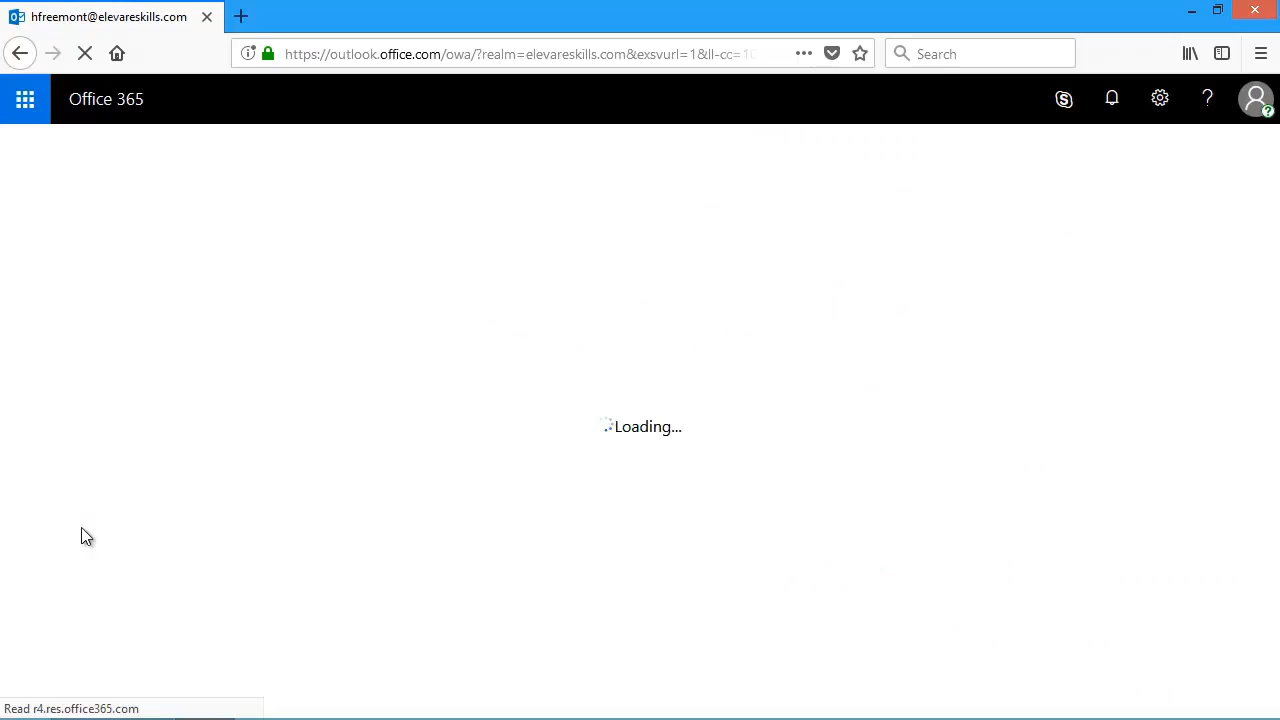 hfreemont@elevareskills.com
https://outlook.office.com/owa/?realm=elevareskills.com&exsvurl=1&ll-cc=
Search
Office 365
Loading...
Read r4.res.office365.com